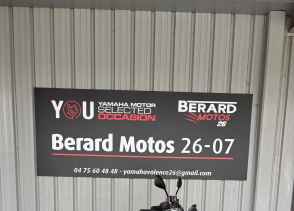 YOU YAMAHA MOTOR
SELECTED
OCCASION
BERARD
MOTOS
26
Berard Motos 26-07
04 75 60 48 48 - yamahavalence26@gmail.com